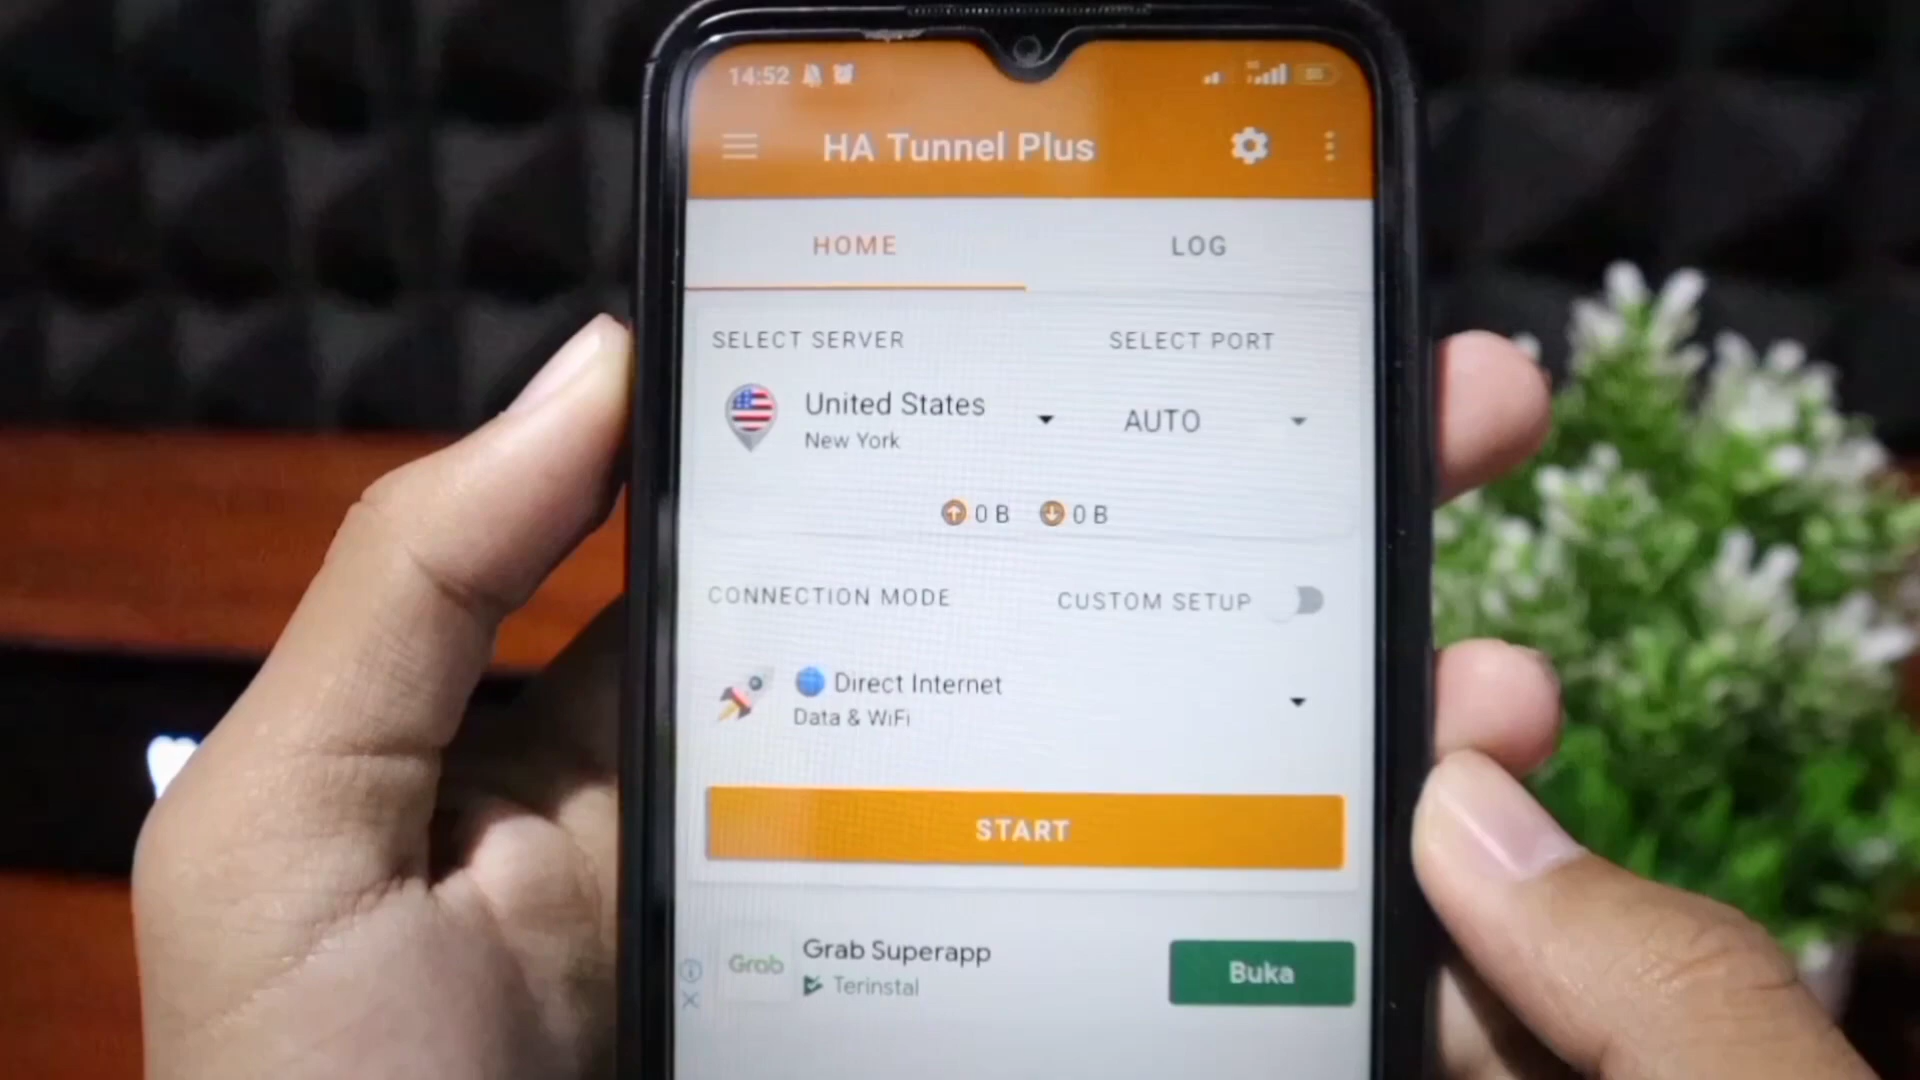 14:52
HA Tunnel Plus
HOME
LOG
SELECT SERVER
SELECT PORT
United States
New York
AUTO
0 B
0 B
CONNECTION MODE
CUSTOM SETUP
Direct Internet
Data & WiFi
START
Grab
Grab Superapp
Terinstal
Buka